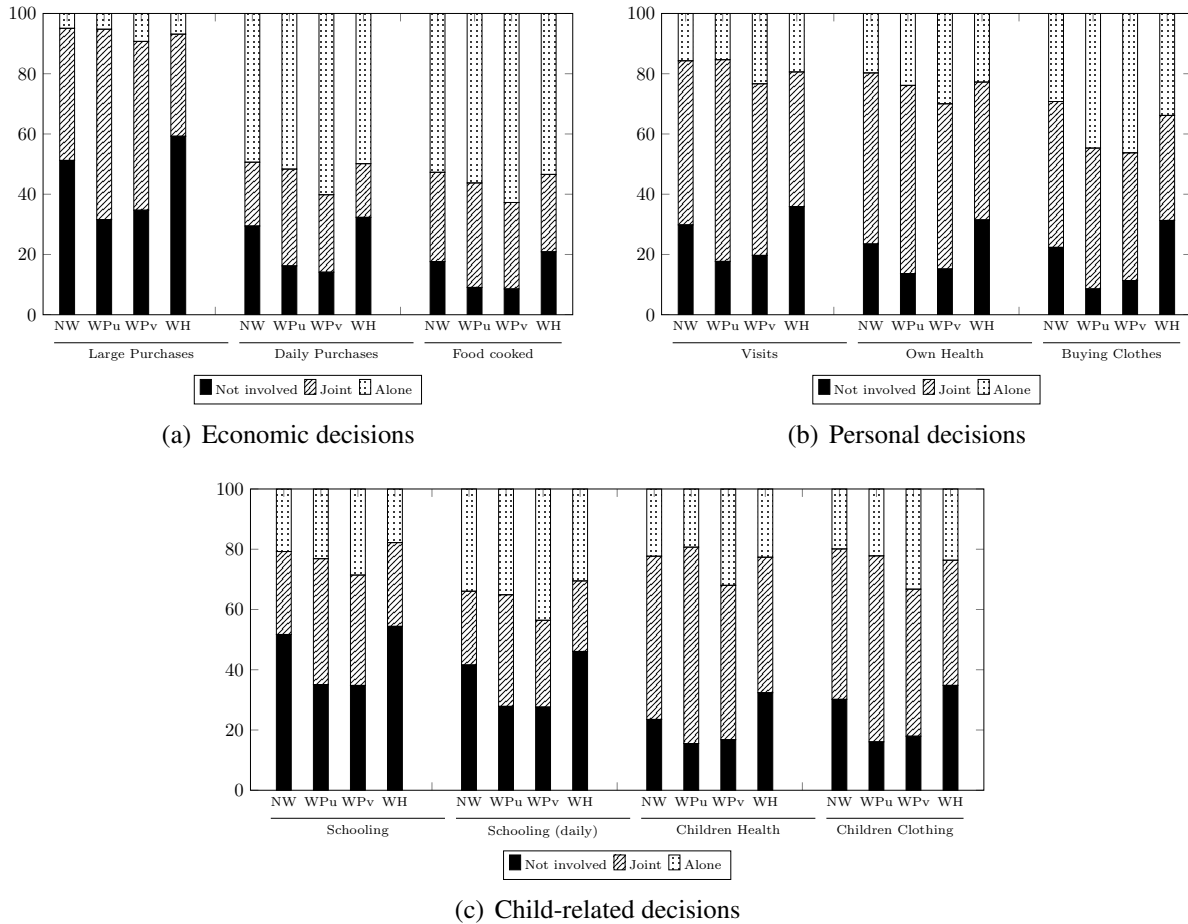 100
80
60
40
20
0
NW WPu WPv WH NW WPu WPv WH NW WPu WPv WH
Large Purchases Daily Purchases Food cooked
Not involved Joint Alone
(a) Economic decisions
100
80
60
40
20
0
NW WPu WPv WH NW WPu WPv WH NW WPu WPv WH
Visits Own Health Buying Clothes
Not involved Joint Alone
(b) Personal decisions
100
80
60
40
20
0
NW WPu WPv WH NW WPu WPv WH NW WPu WPv WH NW WPu WPv WH
Schooling Schooling (daily) Children Health Children Clothing
Not involved Joint Alone
(c) Child-related decisions